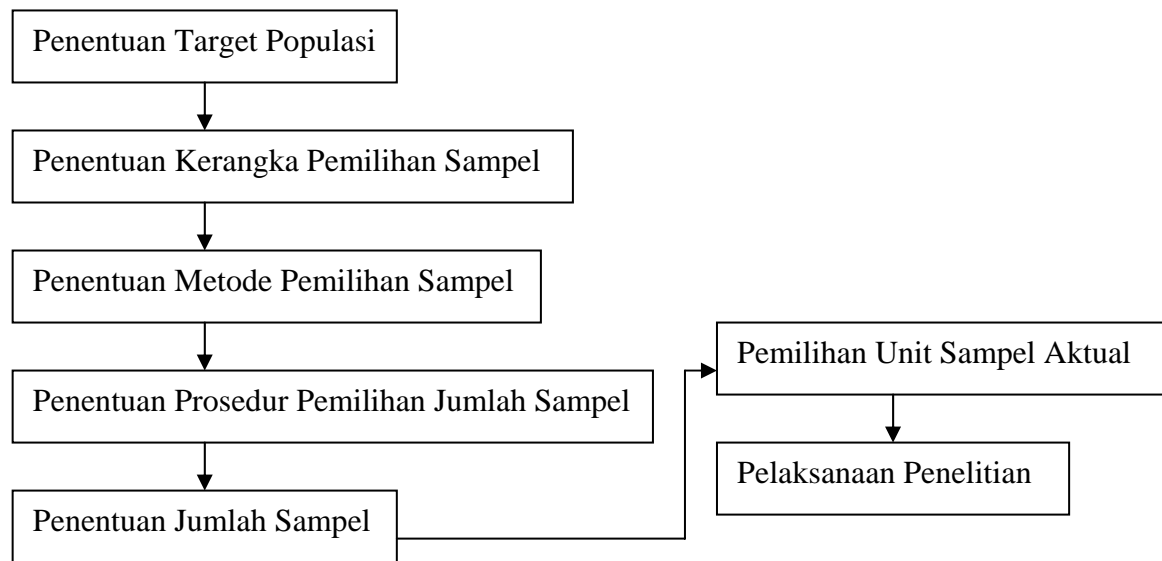 Penentuan Target Populasi
Penentuan Kerangka Pemilihan Sampel
Penentuan Metode Pemilihan Sampel
Penentuan Prosedur Pemilihan Jumlah Sampel
Penentuan Jumlah Sampel
Pemilihan Unit Sampel Aktual
Pelaksanaan Penelitian